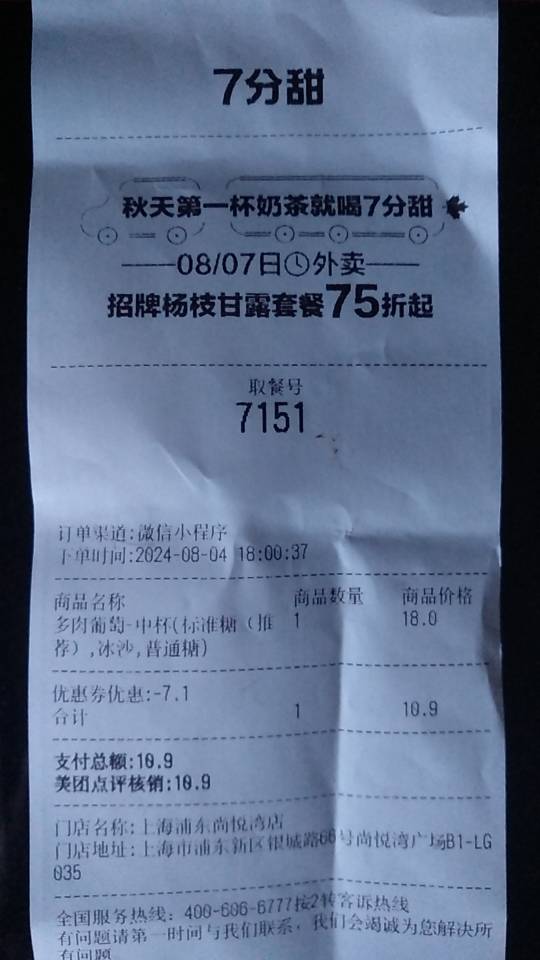 7分甜
秋天第一杯奶茶就喝7分甜
08/07日外卖
招牌杨枝甘露套餐75折起
取餐号
7151
订单渠道:微信小程序
下单时间:2024-08-04 18:00:37
商品名称 商品数量 商品价格
多肉葡萄-中杯(标准糖（推 1 18.0
荐）,冰沙,普通糖)
优惠券优惠:-7.1
合计 1 10.9
支付总额:10.9
美团点评核销:10.9
门店名称:上海浦东尚悦湾店
门店地址:上海市浦东新区银城路66号尚悦湾广场B1-LG
035
全国服务热线: 400-606-6777按2转客诉热线
有问题请第一时间与我们联系，我们会竭诚为您解决所
有问题